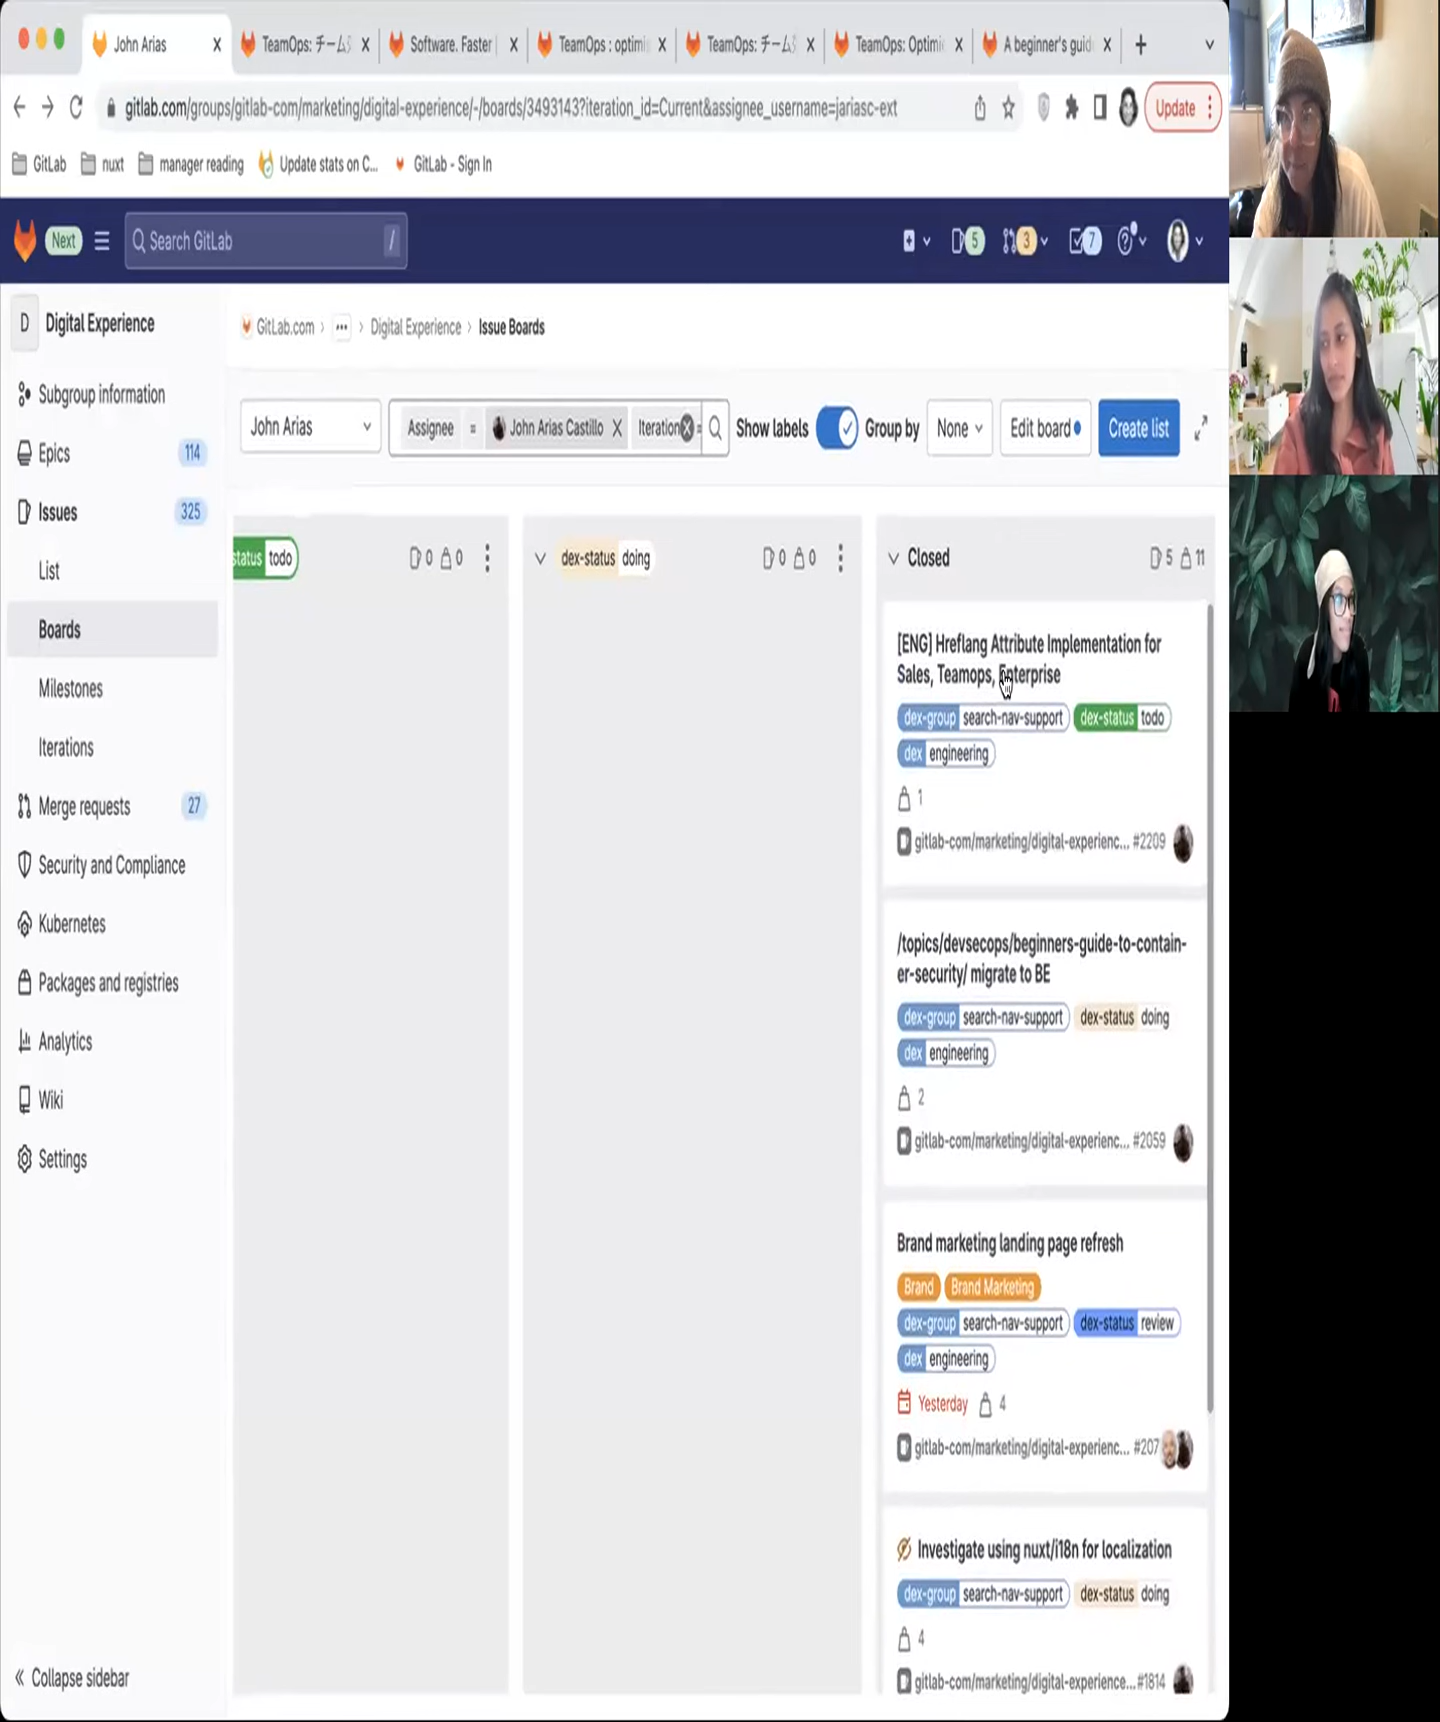 John Arias
TeamOps: チーム
Software. Faster
TeamOps : optimi
TeamOps: チーム
TeamOps: Optimi
A beginner's guid
gitlab.com/groups/gitlab-com/marketing/digital-experience/-/boards/3493143?iteration_id=Current&assignee_username=jariasc-ext
Update
GitLab
nuxt
manager reading
Update stats on C...
GitLab - Sign In
Next
Search GitLab
/
5
3
7
D
Digital Experience
Subgroup information
Epics 114
Issues 325
List
Boards
Milestones
Iterations
Merge requests 27
Security and Compliance
Kubernetes
Packages and registries
Analytics
Wiki
Settings
Collapse sidebar
GitLab.com › ... › Digital Experience › Issue Boards
John Arias
Assignee = John Arias Castillo
Iteration =
Show labels
Group by
None
Edit board
Create list
status todo 0 0
dex-status doing 0 0
Closed 5 11
[ENG] Hreflang Attribute Implementation for
Sales, Teamops, Enterprise
dex-group search-nav-support dex-status todo
dex engineering
1
gitlab-com/marketing/digital-experienc... #2209
/topics/devsecops/beginners-guide-to-contain-
er-security/ migrate to BE
dex-group search-nav-support dex-status doing
dex engineering
2
gitlab-com/marketing/digital-experienc... #2059
Brand marketing landing page refresh
Brand Brand Marketing
dex-group search-nav-support dex-status review
dex engineering
Yesterday 4
gitlab-com/marketing/digital-experienc... #207
Investigate using nuxt/i18n for localization
dex-group search-nav-support dex-status doing
4
gitlab-com/marketing/digital-experience...#1814